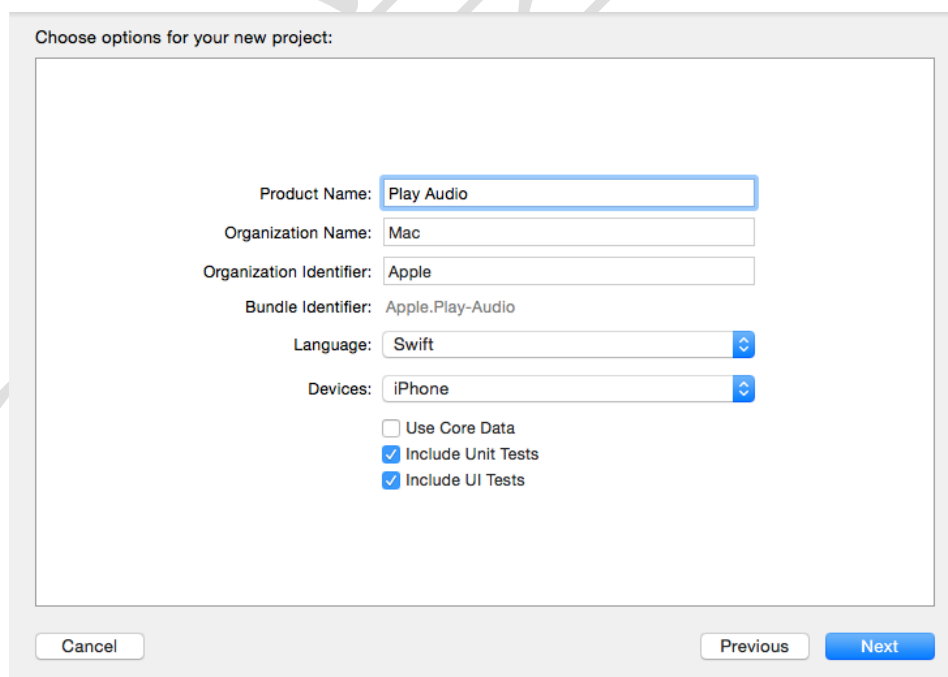 Choose options for your new project:
Product Name: Play Audio
Organization Name: Mac
Organization Identifier: Apple
Bundle Identifier: Apple.Play-Audio
Language: Swift
Devices: iPhone
Use Core Data
Include Unit Tests
Include UI Tests
Cancel Previous Next